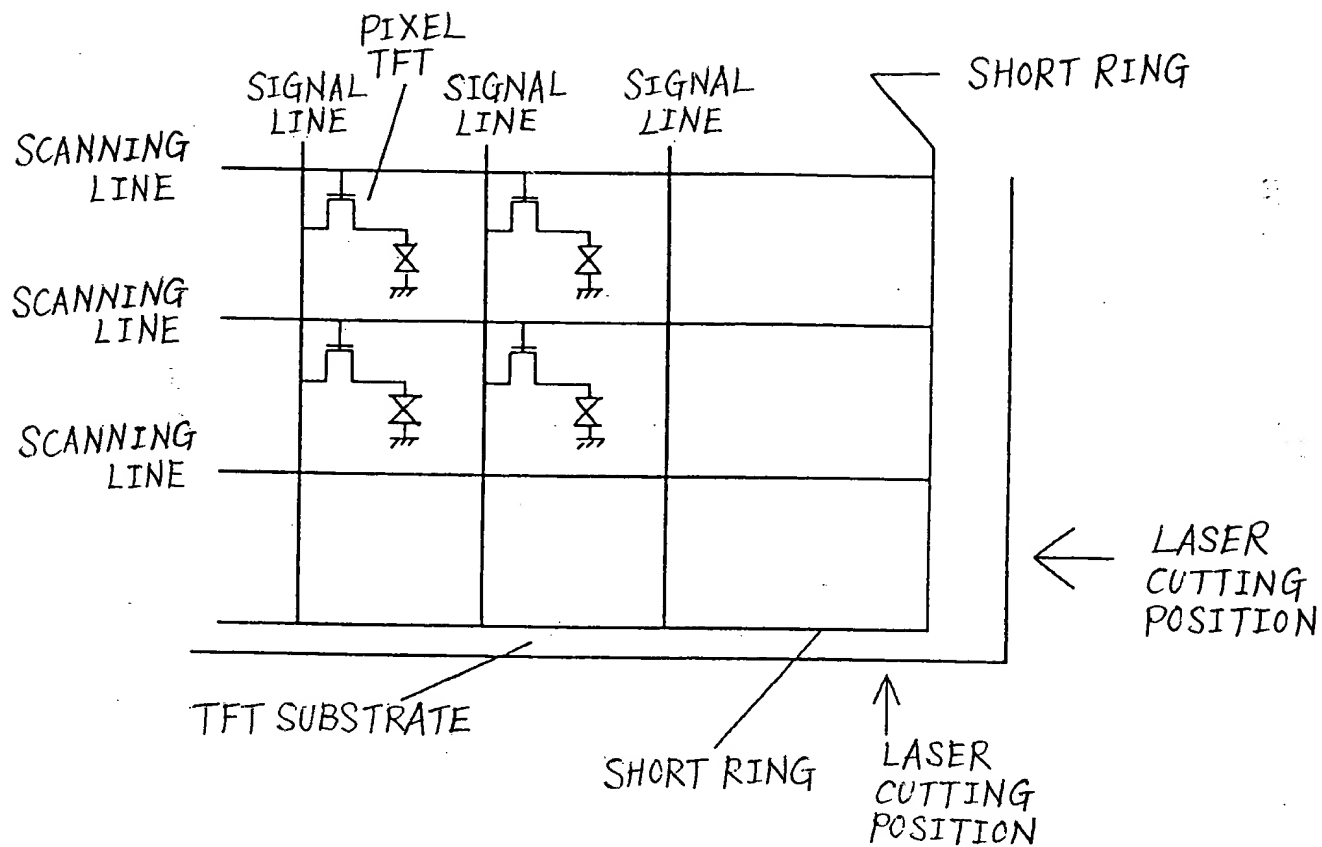 PIXEL
TFT
SIGNAL
LINE
SIGNAL
LINE
SIGNAL
LINE
SHORT RING
SCANNING
LINE
SCANNING
LINE
SCANNING
LINE
LASER
CUTTING
POSITION
TFT SUBSTRATE
SHORT RING
LASER
CUTTING
POSITION